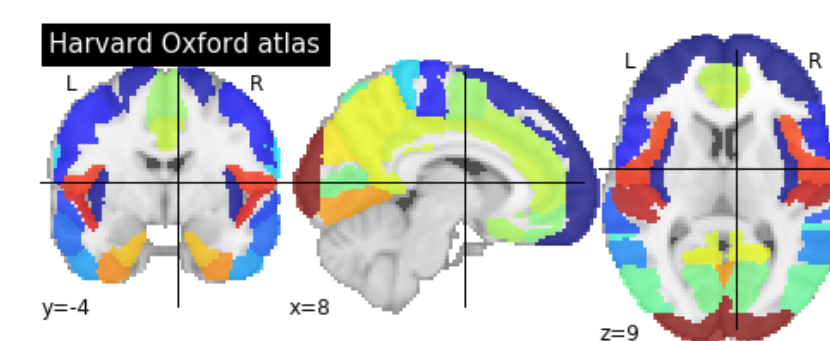 Harvard Oxford atlas
L R
L R
y=-4
x=8
z=9